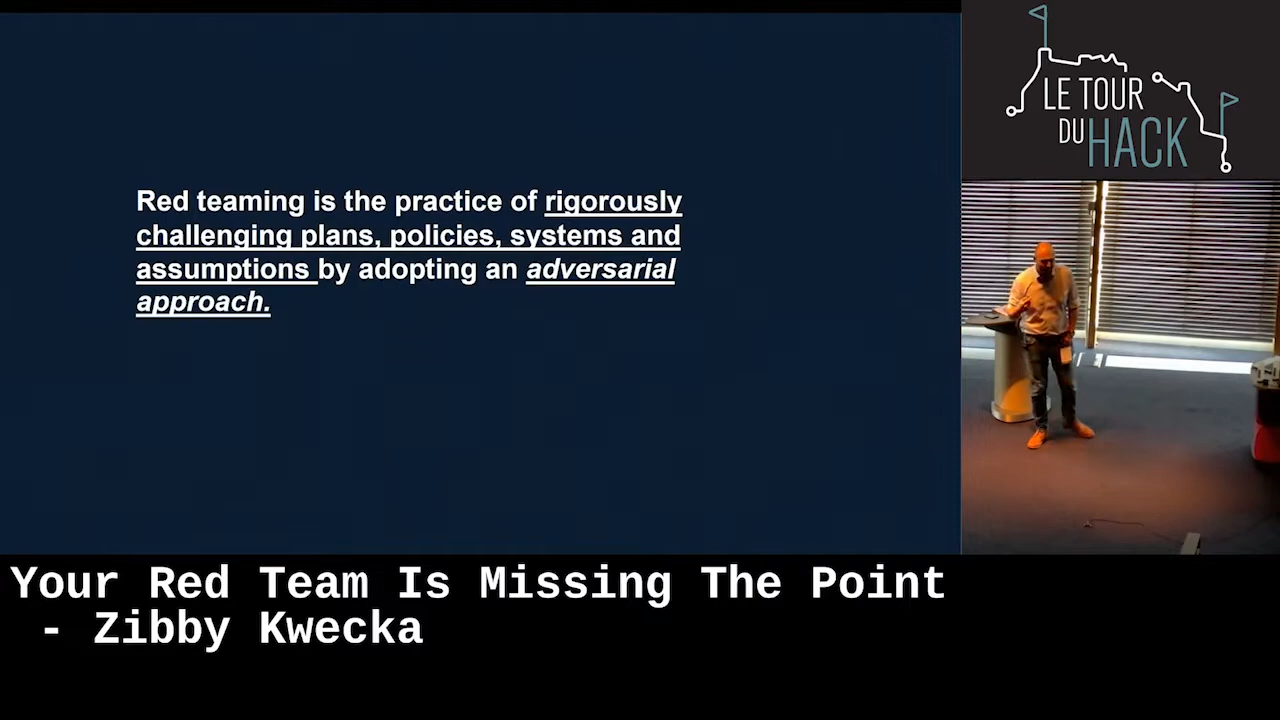 Red teaming is the practice of rigorously
challenging plans, policies, systems and
assumptions by adopting an adversarial
approach.
LE TOUR
DU HACK
Your Red Team Is Missing The Point
- Zibby Kwecka